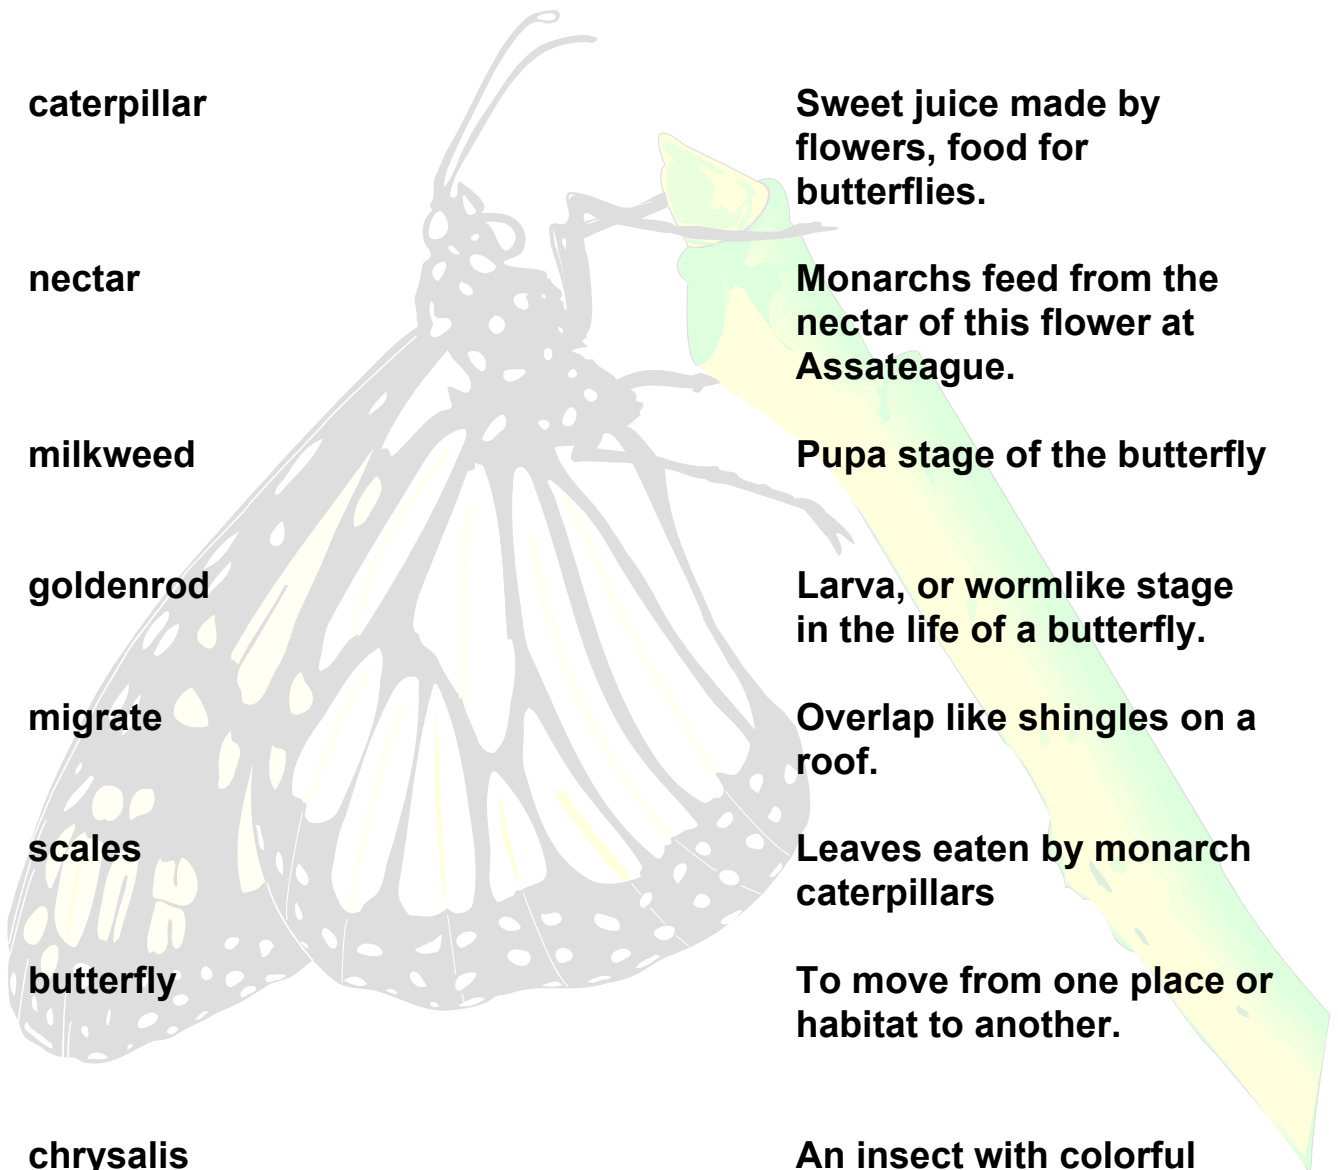 caterpillar
Sweet juice made by
flowers, food for
butterflies.
nectar
Monarchs feed from the
nectar of this flower at
Assateague.
milkweed
Pupa stage of the butterfly
goldenrod
Larva, or wormlike stage
in the life of a butterfly.
migrate
Overlap like shingles on a
roof.
scales
Leaves eaten by monarch
caterpillars
butterfly
To move from one place or
habitat to another.
chrysalis
An insect with colorful